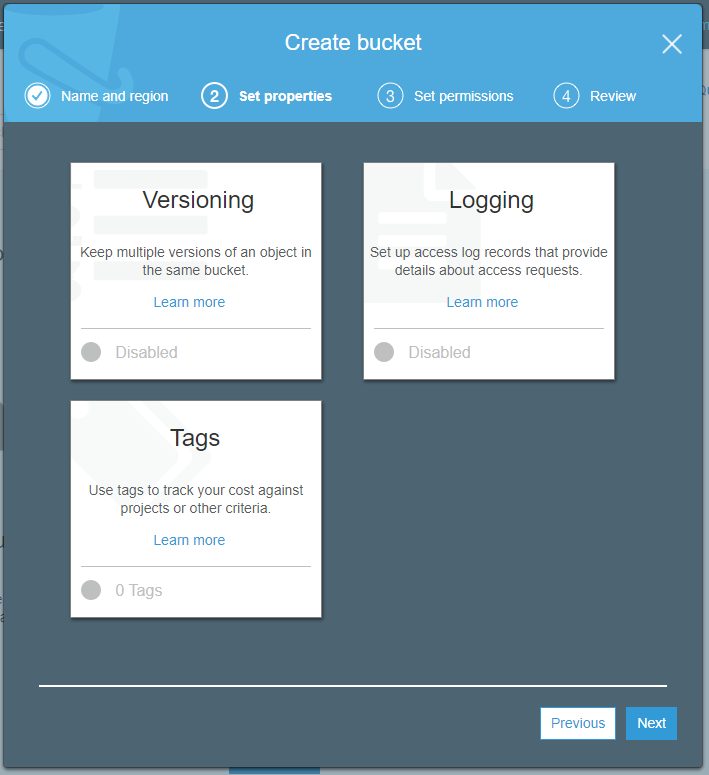 Create bucket
Name and region
2 Set properties
3 Set permissions
4 Review
Versioning
Keep multiple versions of an object in
the same bucket.
Learn more
Disabled
Logging
Set up access log records that provide
details about access requests.
Learn more
Disabled
Tags
Use tags to track your cost against
projects or other criteria.
Learn more
0 Tags
Previous
Next